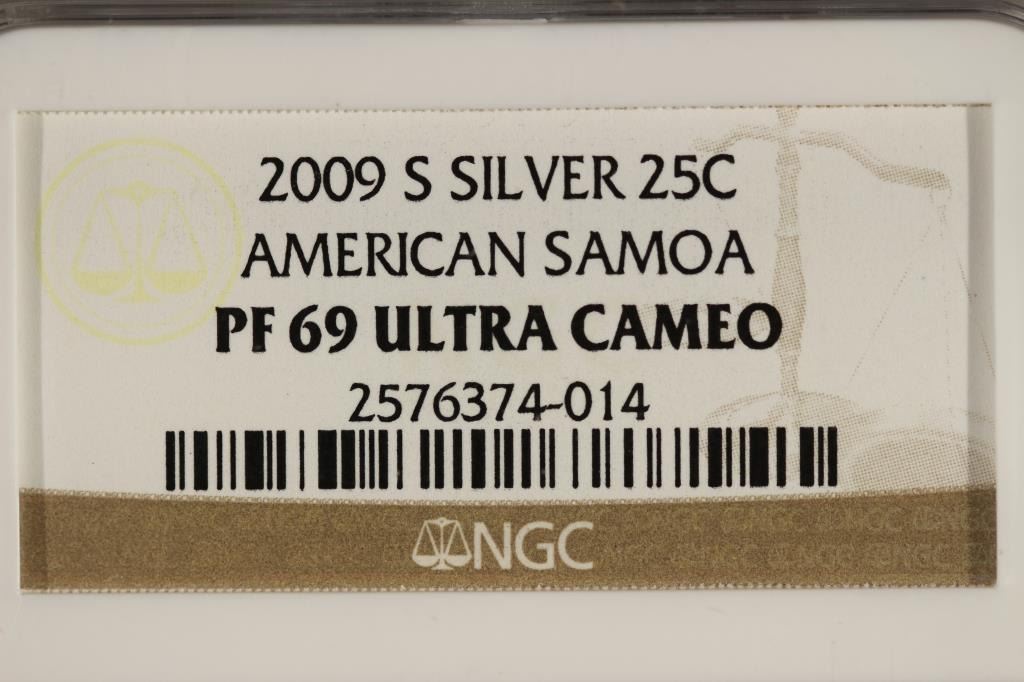 2009 S SILVER 25C
AMERICAN SAMOA
PF 69 ULTRA CAMEO
2576374-014
NGC